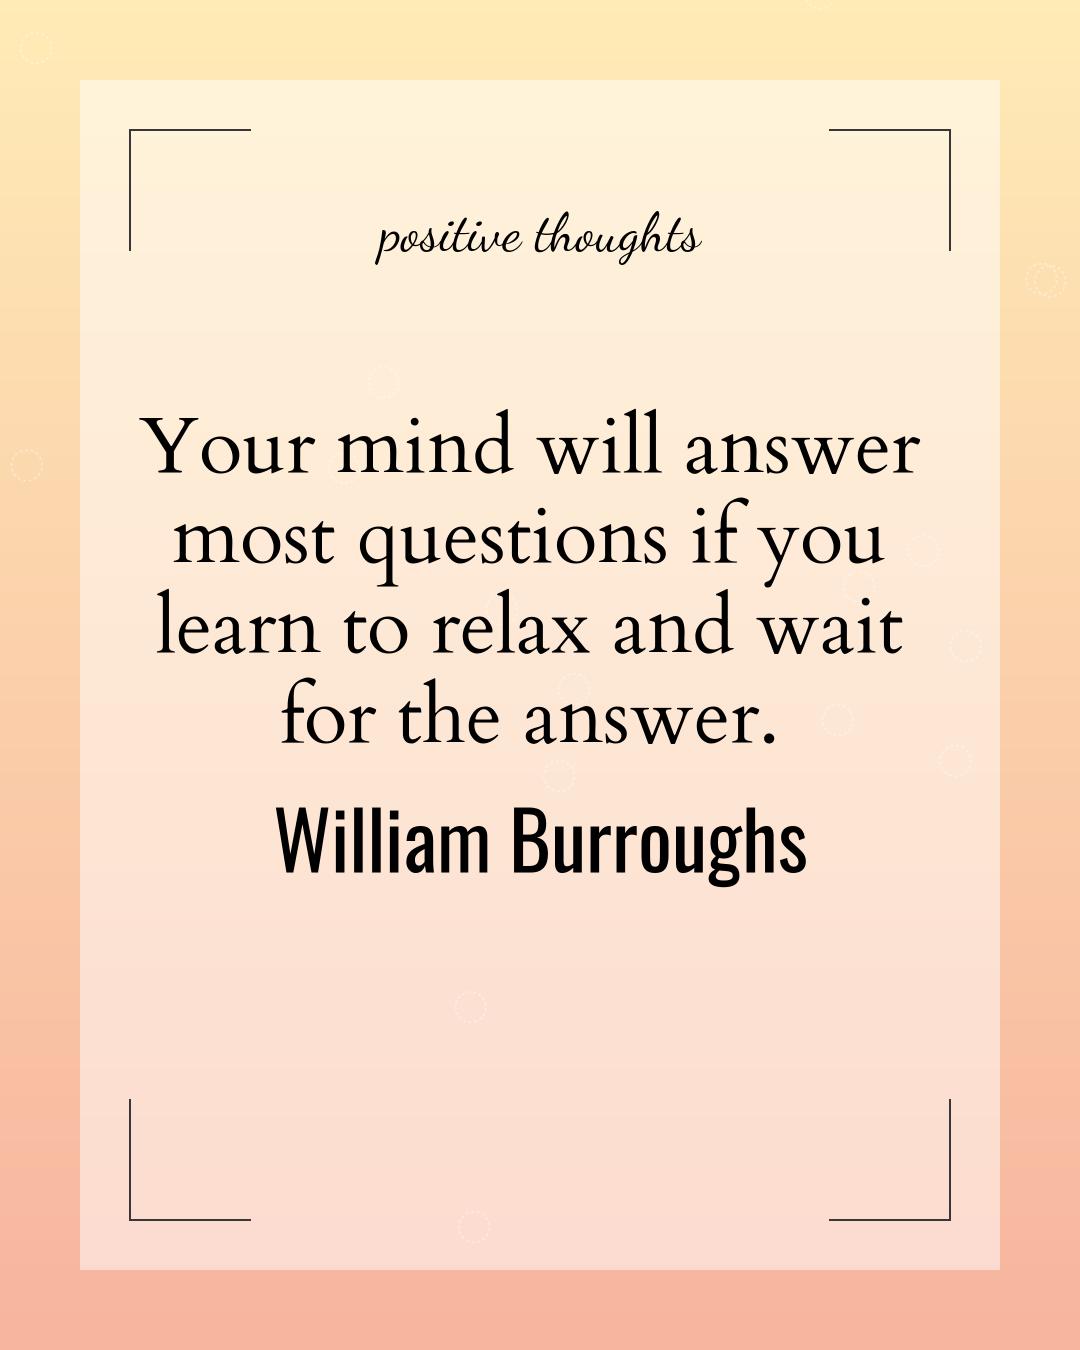 positive thoughts
Your mind will answer
most questions if you
learn to relax and wait
for the answer.
William Burroughs